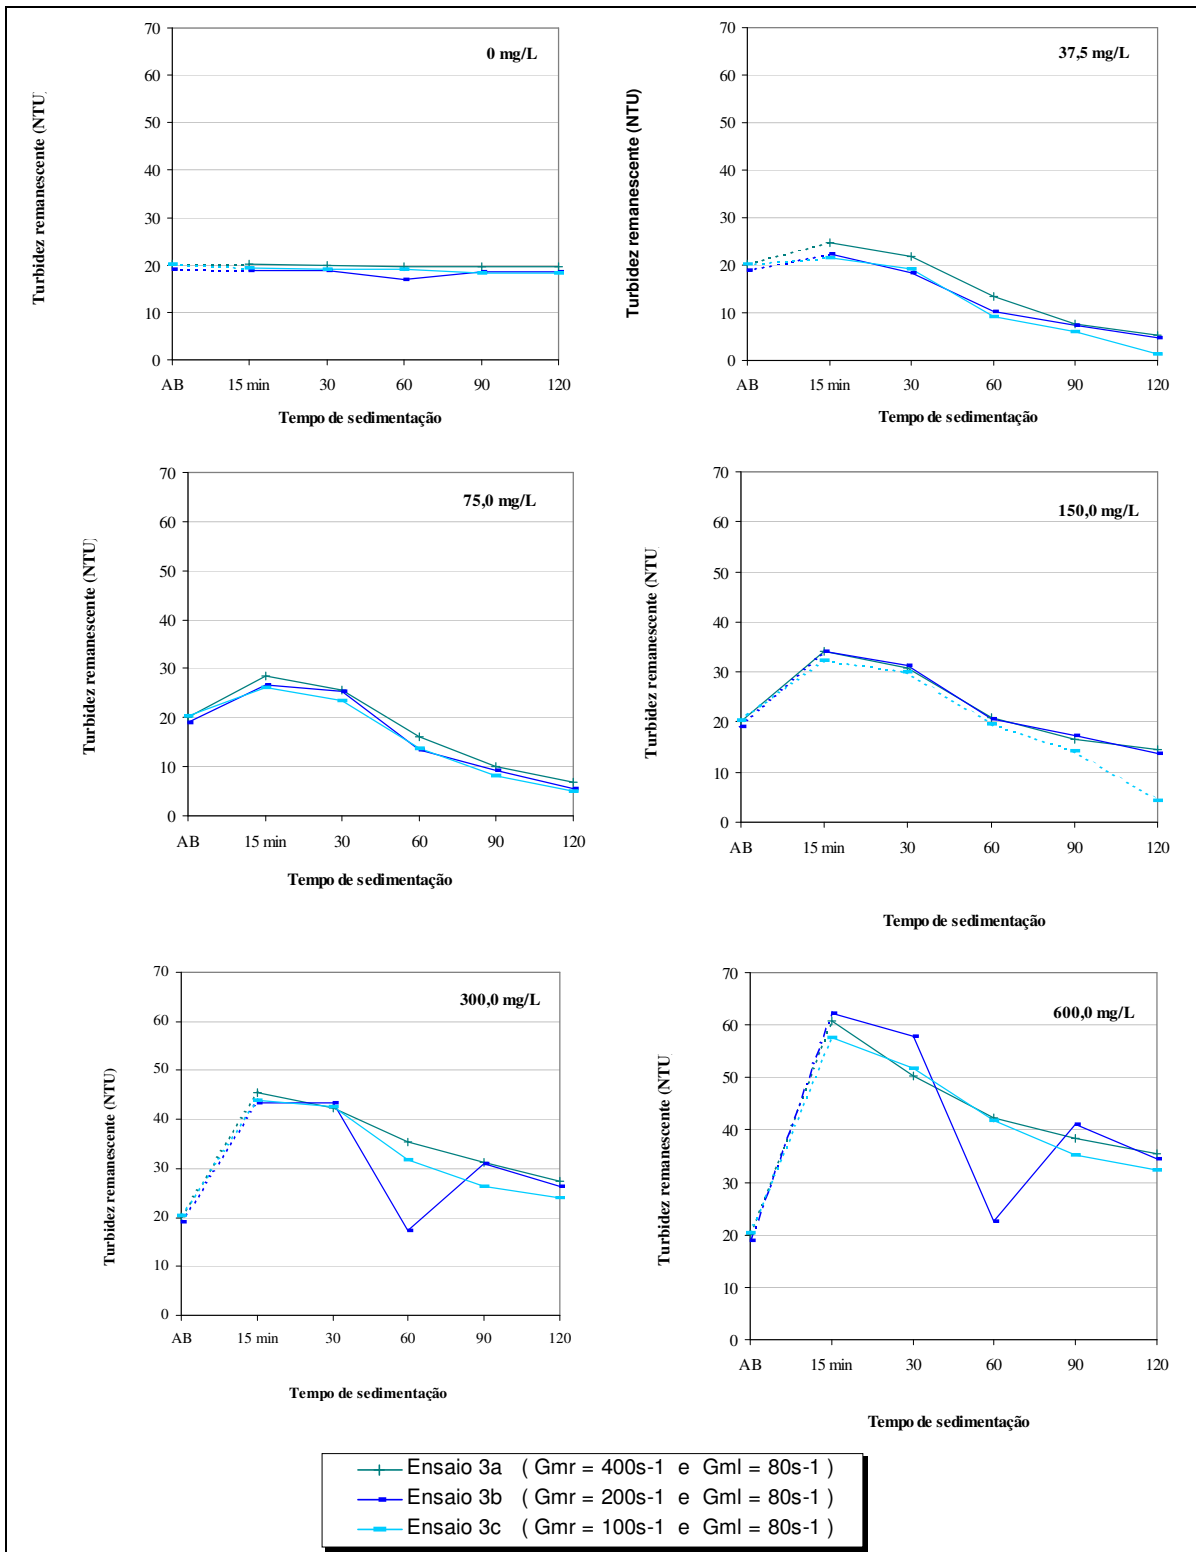 0 mg/L
70
60
50
40
30
20
10
0
AB 15 min 30 60 90 120
Turbidez remanescente (NTU)
Tempo de sedimentação
37,5 mg/L
70
60
50
40
30
20
10
0
AB 15 min 30 60 90 120
Turbidez remanescente (NTU)
Tempo de sedimentação
75,0 mg/L
70
60
50
40
30
20
10
0
AB 15 min 30 60 90 120
Turbidez remanescente (NTU)
Tempo de sedimentação
150,0 mg/L
70
60
50
40
30
20
10
0
AB 15 min 30 60 90 120
Turbidez remanescente (NTU
Tempo de sedimentação
300,0 mg/L
70
60
50
40
30
20
10
0
AB 15 min 30 60 90 120
Turbidez remanescente (NTU)
Tempo de sedimentação
600,0 mg/L
70
60
50
40
30
20
10
0
AB 15 min 30 60 90 120
Turbidez remanescente (NTU
Tempo de sedimentação
Ensaio 3a ( Gmr = 400s-1 e Gml = 80s-1 )
Ensaio 3b ( Gmr = 200s-1 e Gml = 80s-1 )
Ensaio 3c ( Gmr = 100s-1 e Gml = 80s-1 )